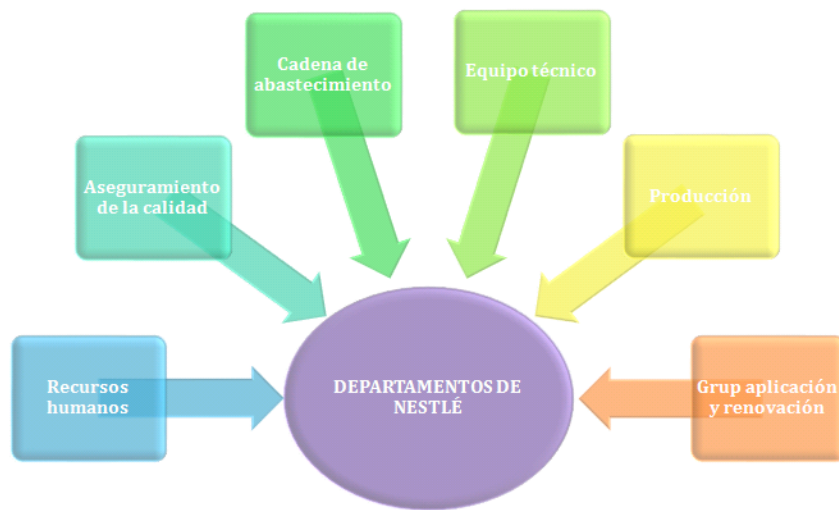 Cadena de
abastecimiento
Equipo técnico
Aseguramiento
de la calidad
Producción
Recursos
humanos
DEPARTAMENTOS DE
NESTLÉ
Grup aplicación
y renovación